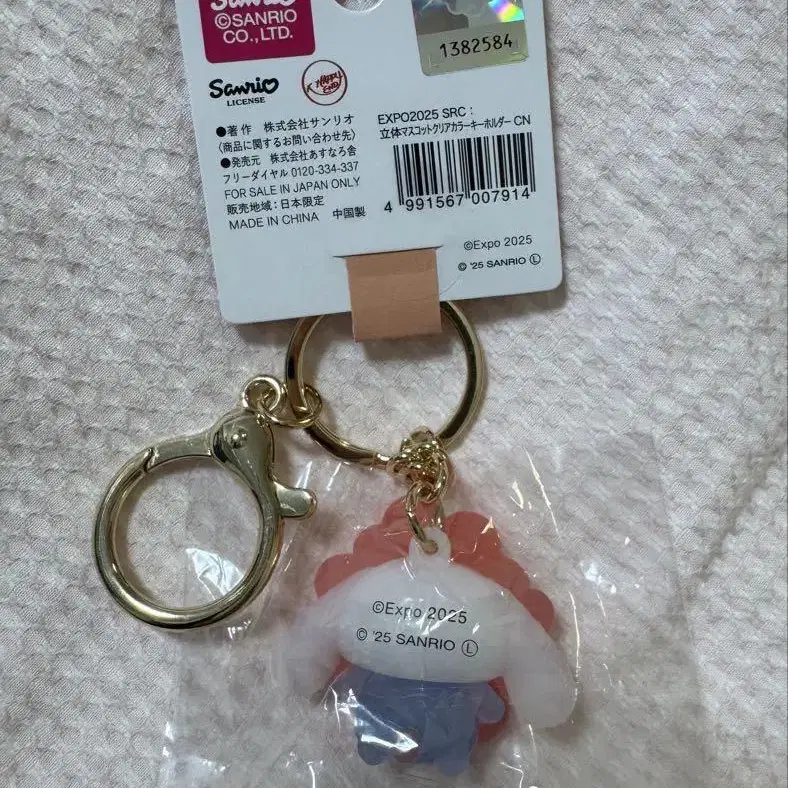 Sanrio
©SANRIO
CO.,LTD.
1382584
Sanrio
LICENSE
HAPPY
END
EXPO2025 SRC：
立体マスコットクリアカラーキーホルダー CN
●著作　株式会社サンリオ
〈商品に関するお問い合わせ先〉
●発売元　株式会社あすなろ舎
フリーダイヤル 0120-334-337
FOR SALE IN JAPAN ONLY
販売地域：日本限定
MADE IN CHINA　中国製
4 991567 007914
©Expo 2025
© '25 SANRIO Ⓛ
©Expo 2025
© '25 SANRIO Ⓛ